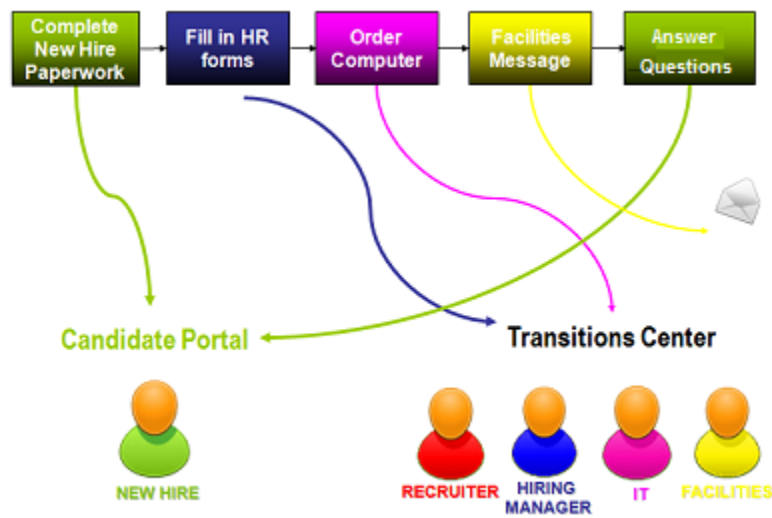 Complete
New Hire
Paperwork
Fill in HR
forms
Order
Computer
Facilities
Message
Answer
Questions
Candidate Portal
Transitions Center
NEW HIRE
RECRUITER
HIRING
MANAGER
IT
FACILITIES